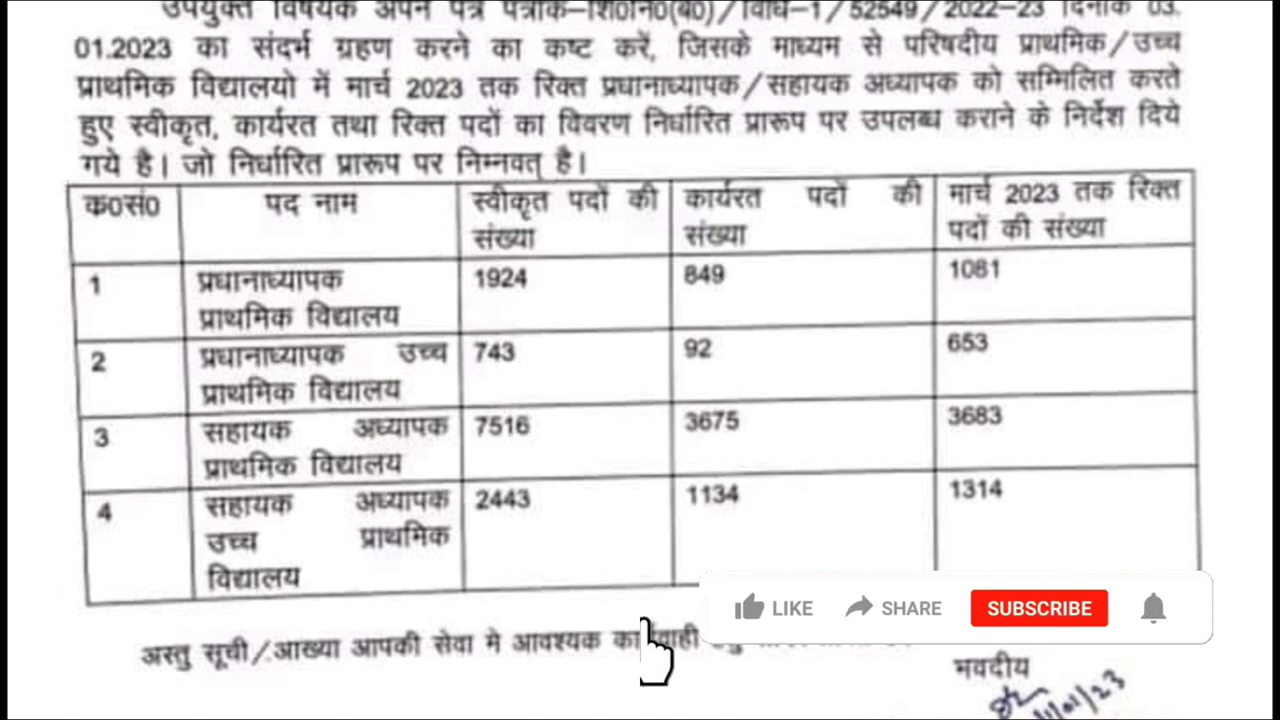 उपर्युक्त विषयक अपने पत्र पत्रांक–शि0नि0(बे0)/विधि–1/52549/2022–23 दिनांक 03.
01.2023 का संदर्भ ग्रहण करने का कष्ट करें, जिसके माध्यम से परिषदीय प्राथमिक/उच्च
प्राथमिक विद्यालयो में मार्च 2023 तक रिक्त प्रधानाध्यापक/सहायक अध्यापक को सम्मिलित करते
हुए स्वीकृत, कार्यरत तथा रिक्त पदों का विवरण निर्धारित प्रारूप पर उपलब्ध कराने के निर्देश दिये
गये है। जो निर्धारित प्रारूप पर निम्नवत् है।
क0सं0 पद नाम स्वीकृत पदों की कार्यरत पदों की मार्च 2023 तक रिक्त
संख्या संख्या पदों की संख्या
1 प्रधानाध्यापक 1924 849 1081
प्राथमिक विद्यालय
2 प्रधानाध्यापक उच्च 743 92 653
प्राथमिक विद्यालय
3 सहायक अध्यापक 7516 3675 3683
प्राथमिक विद्यालय
4 सहायक अध्यापक 2443 1134 1314
उच्च प्राथमिक
विद्यालय
LIKE SHARE SUBSCRIBE
अस्तु सूची/आख्या आपकी सेवा मे आवश्यक
भवदीय